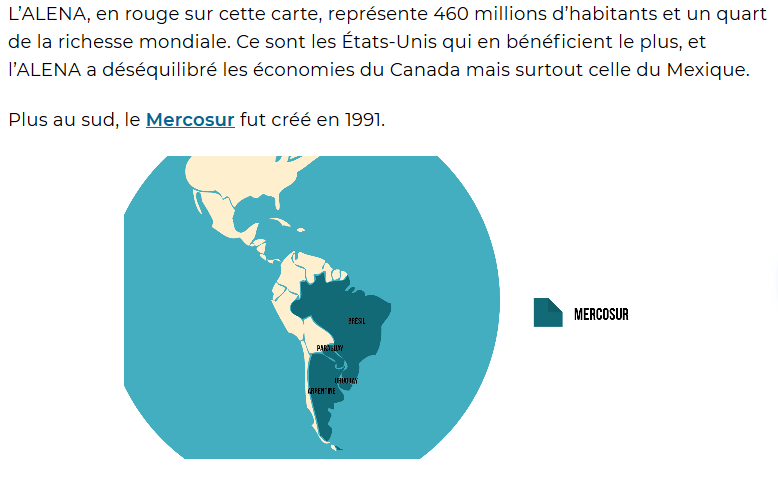 L’ALENA, en rouge sur cette carte, représente 460 millions d’habitants et un quart
de la richesse mondiale. Ce sont les États-Unis qui en bénéficient le plus, et
l’ALENA a déséquilibré les économies du Canada mais surtout celle du Mexique.
Plus au sud, le Mercosur fut créé en 1991.
MERCOSUR
BRÉSIL
PARAGUAY
URUGUAY
ARGENTINE